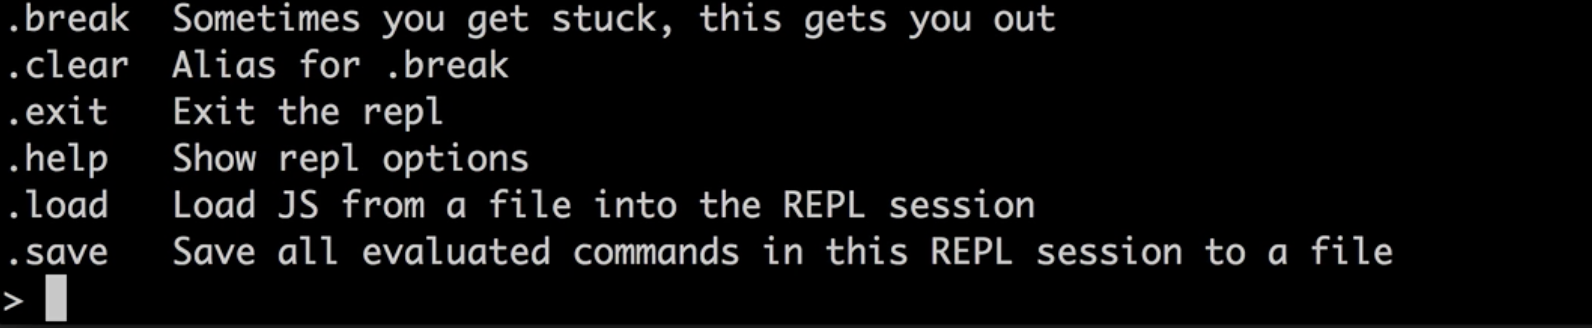 .break  Sometimes you get stuck, this gets you out
.clear  Alias for .break
.exit   Exit the repl
.help   Show repl options
.load   Load JS from a file into the REPL session
.save   Save all evaluated commands in this REPL session to a file
>